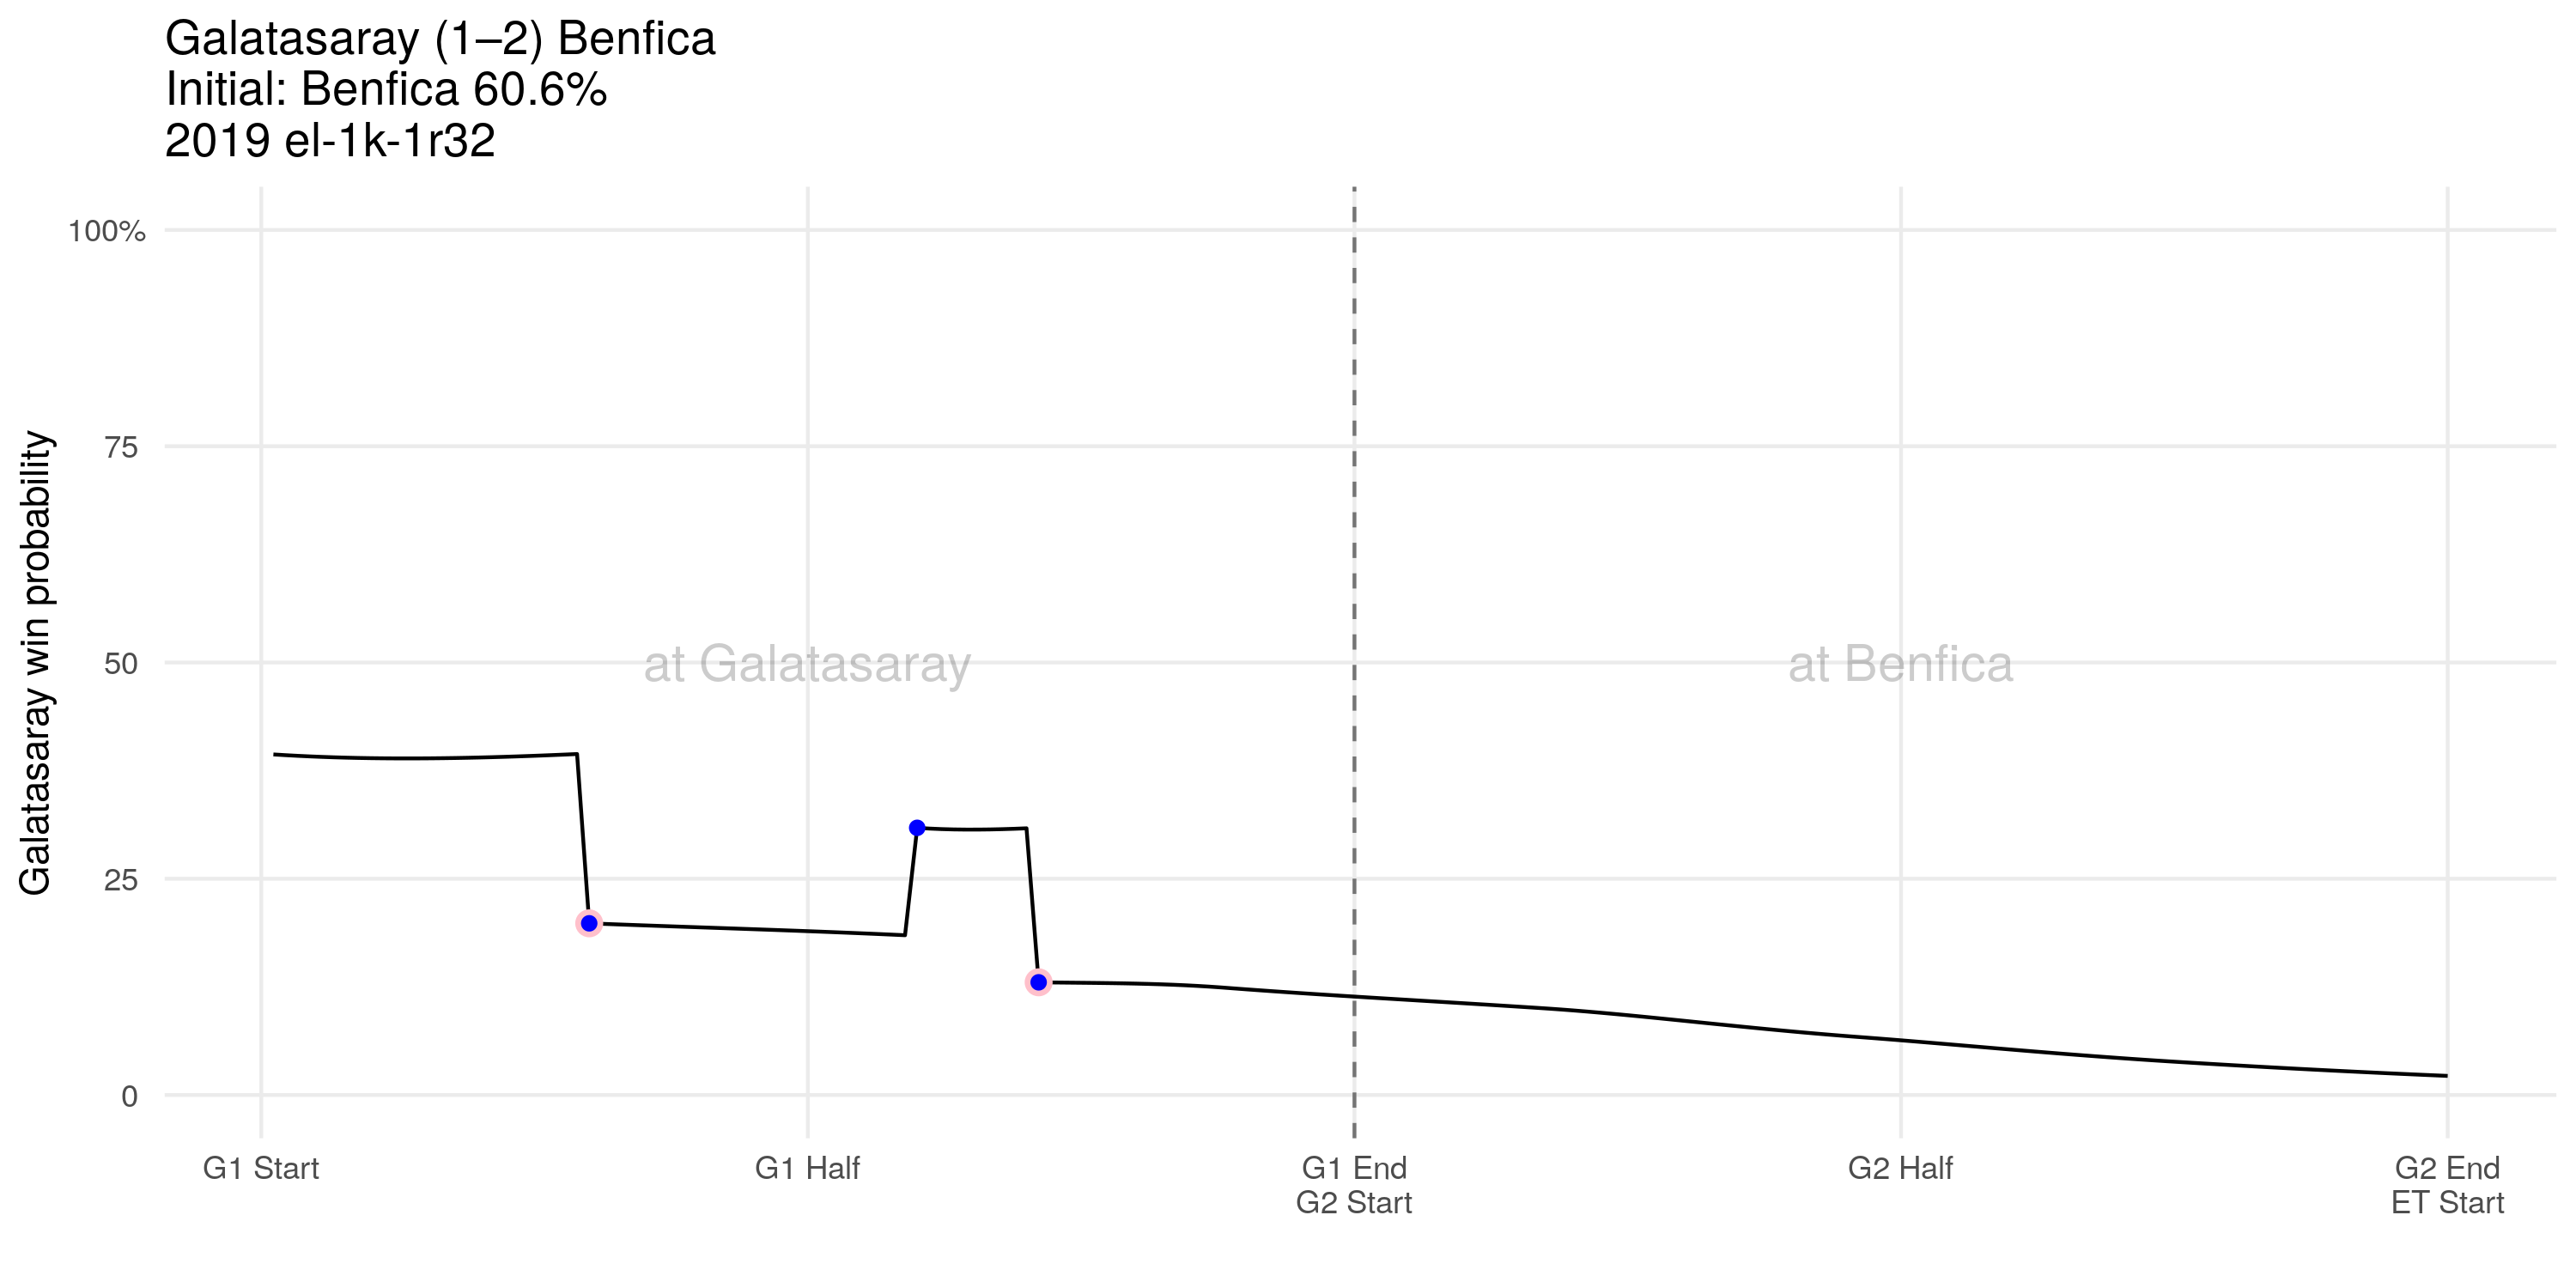 Galatasaray (1–2) Benfica
Initial: Benfica 60.6%
2019 el-1k-1r32
Galatasaray win probability
100%
75
50
25
0
at Galatasaray
at Benfica
G1 Start
G1 Half
G1 End
G2 Start
G2 Half
G2 End
ET Start